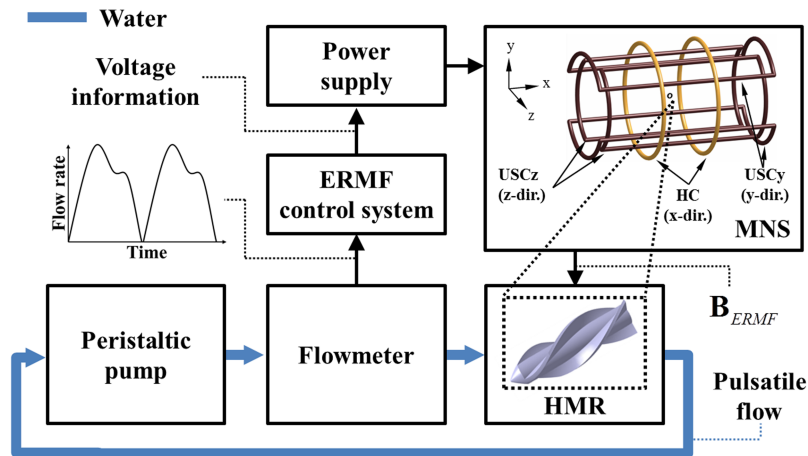 Water
Voltage
information
Power
supply
y
x
z
o
USCz
(z-dir.)
HC
(x-dir.)
USCy
(y-dir.)
MNS
Flow rate
Time
ERMF
control system
B ERMF
Peristaltic
pump
Flowmeter
HMR
Pulsatile
flow